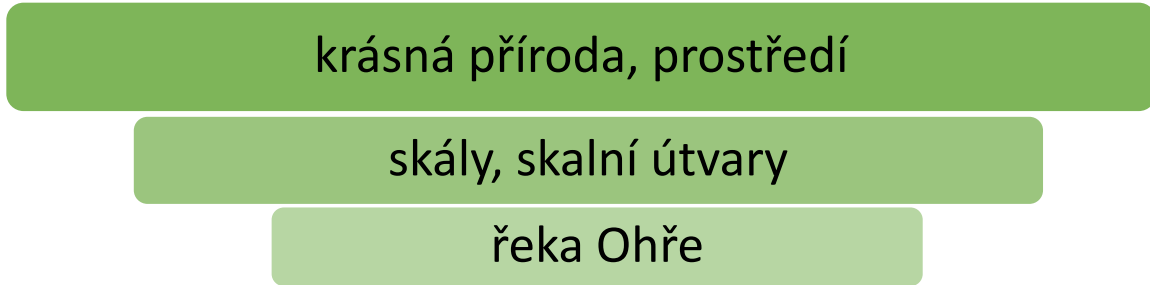 krásná příroda, prostředí
skály, skalní útvary
řeka Ohře